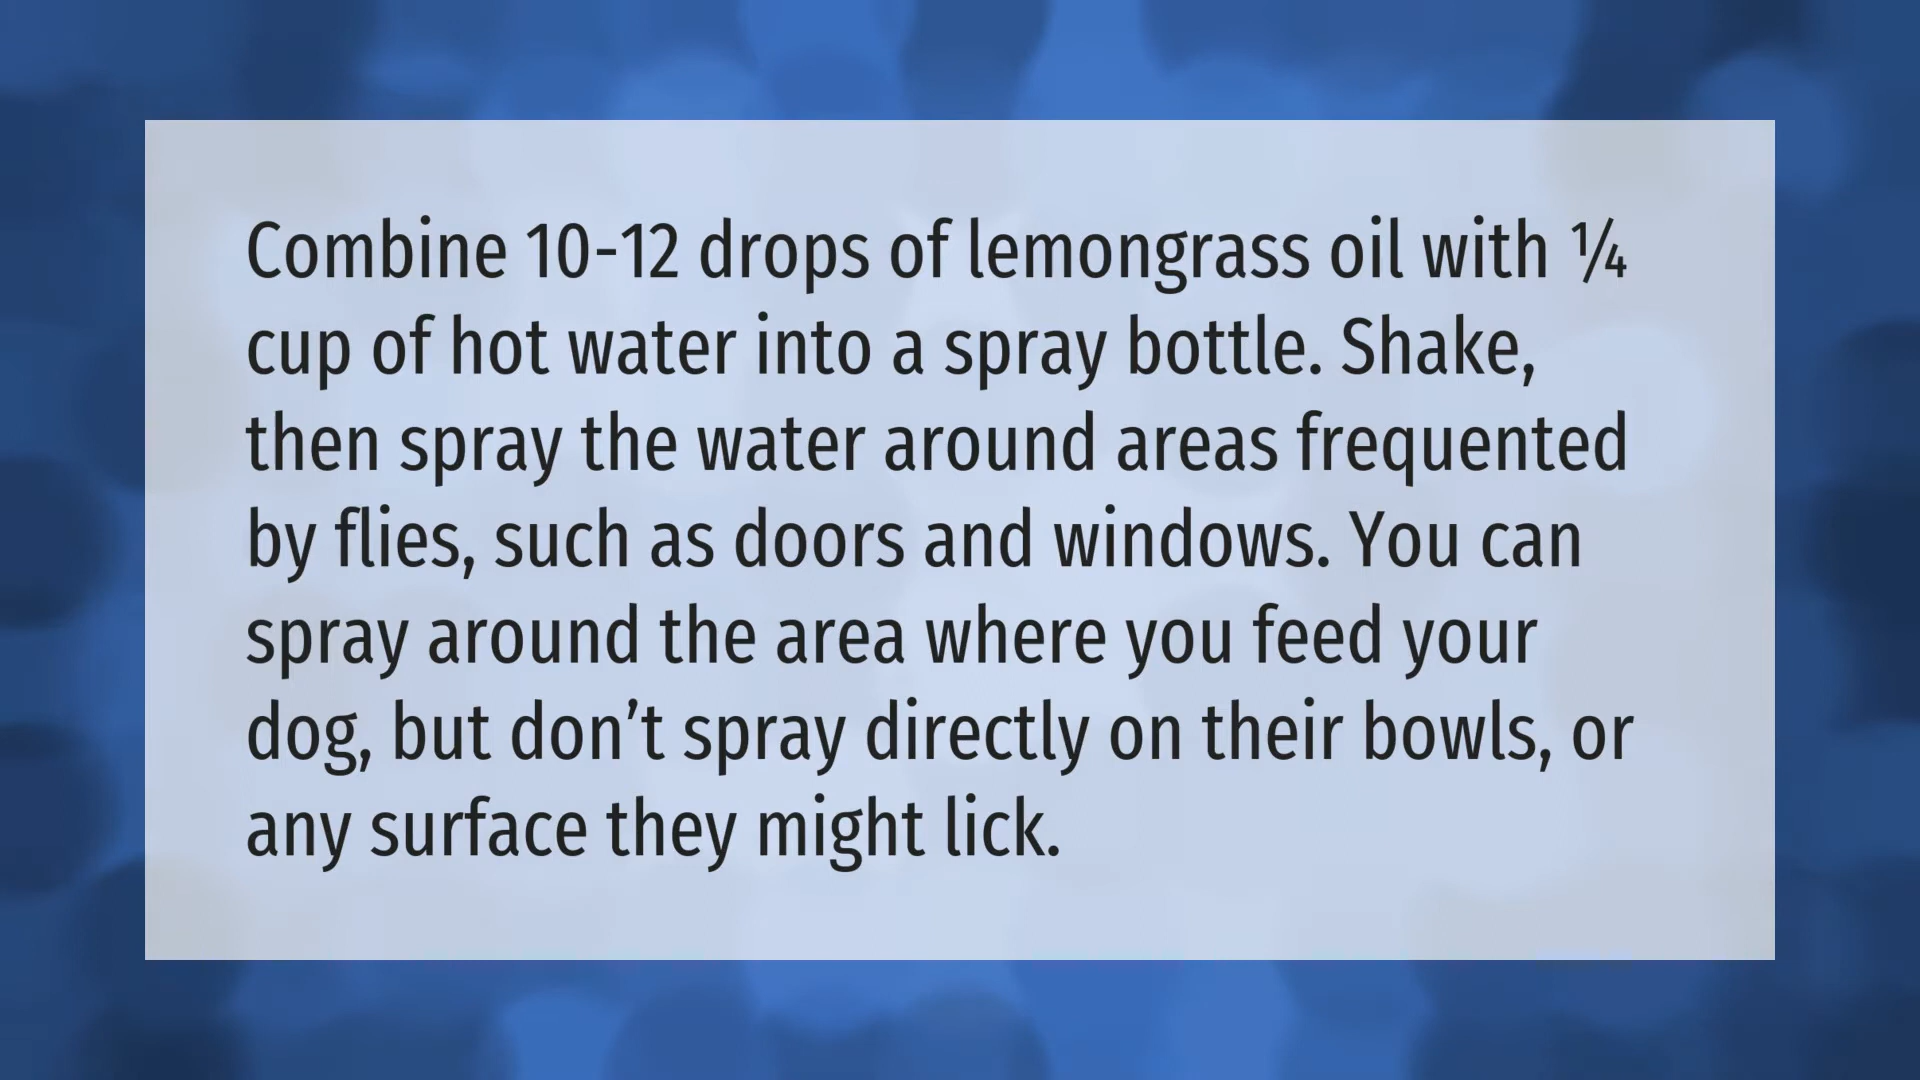 Combine 10-12 drops of lemongrass oil with ¼
cup of hot water into a spray bottle. Shake,
then spray the water around areas frequented
by flies, such as doors and windows. You can
spray around the area where you feed your
dog, but don’t spray directly on their bowls, or
any surface they might lick.